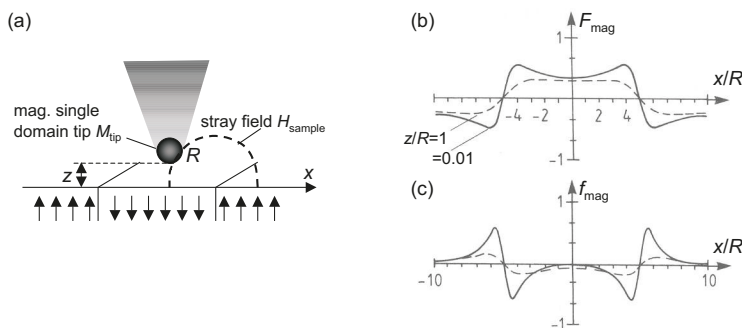 (a)
mag. single
domain tip M_tip
stray field H_sample
R
z
x
(b)
F_mag
1
x/R
-4 -2 2 4
z/R=1
=0.01
-1
(c)
f_mag
1
x/R
-10 10
-1